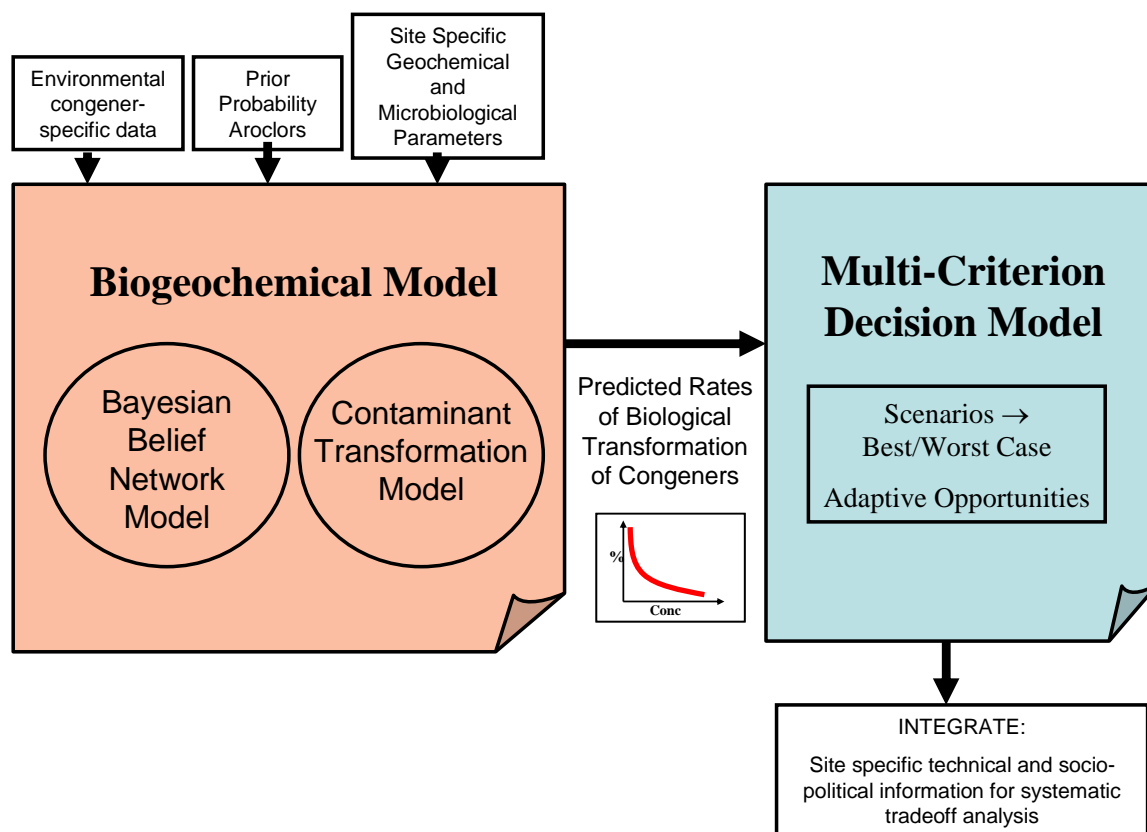 Environmental
congener-
specific data
Prior
Probability
Aroclors
Site Specific
Geochemical
and
Microbiological
Parameters
Biogeochemical Model
Bayesian
Belief
Network
Model
Contaminant
Transformation
Model
Predicted Rates
of Biological
Transformation
of Congeners
%
Conc
Multi-Criterion
Decision Model
Scenarios →
Best/Worst Case
Adaptive Opportunities
INTEGRATE:
Site specific technical and socio-
political information for systematic
tradeoff analysis